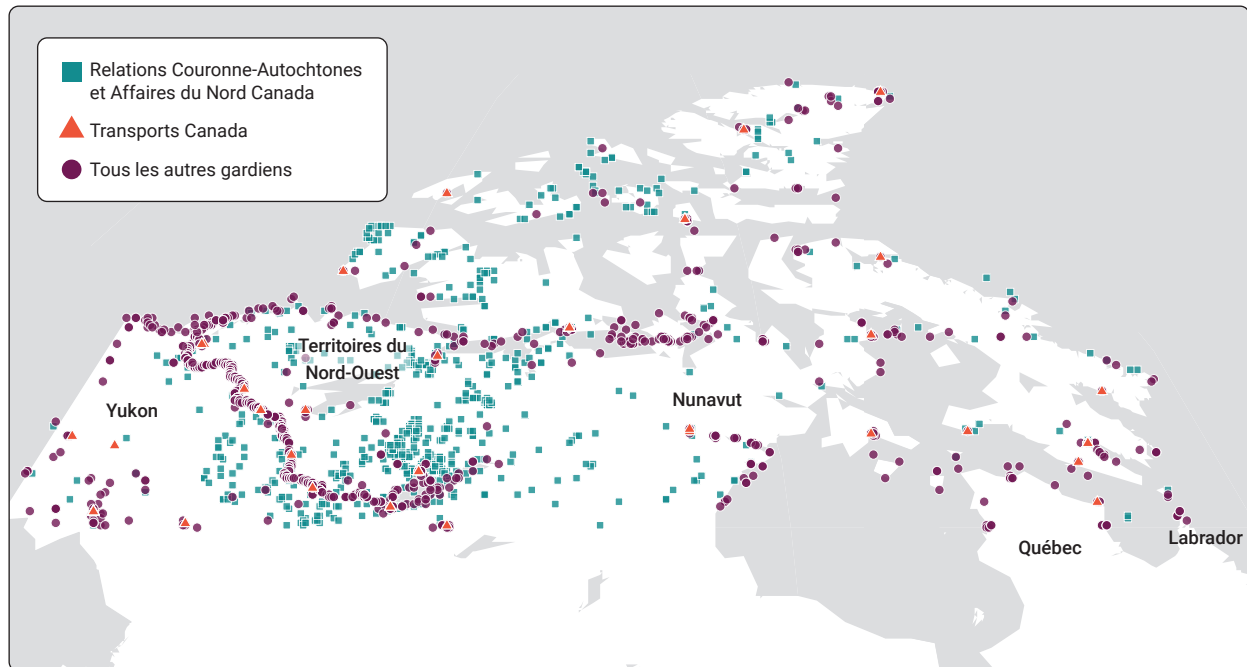 Relations Couronne-Autochtones
et Affaires du Nord Canada
Transports Canada
Tous les autres gardiens
Territoires du
Nord-Ouest
Yukon
Nunavut
Québec
Labrador